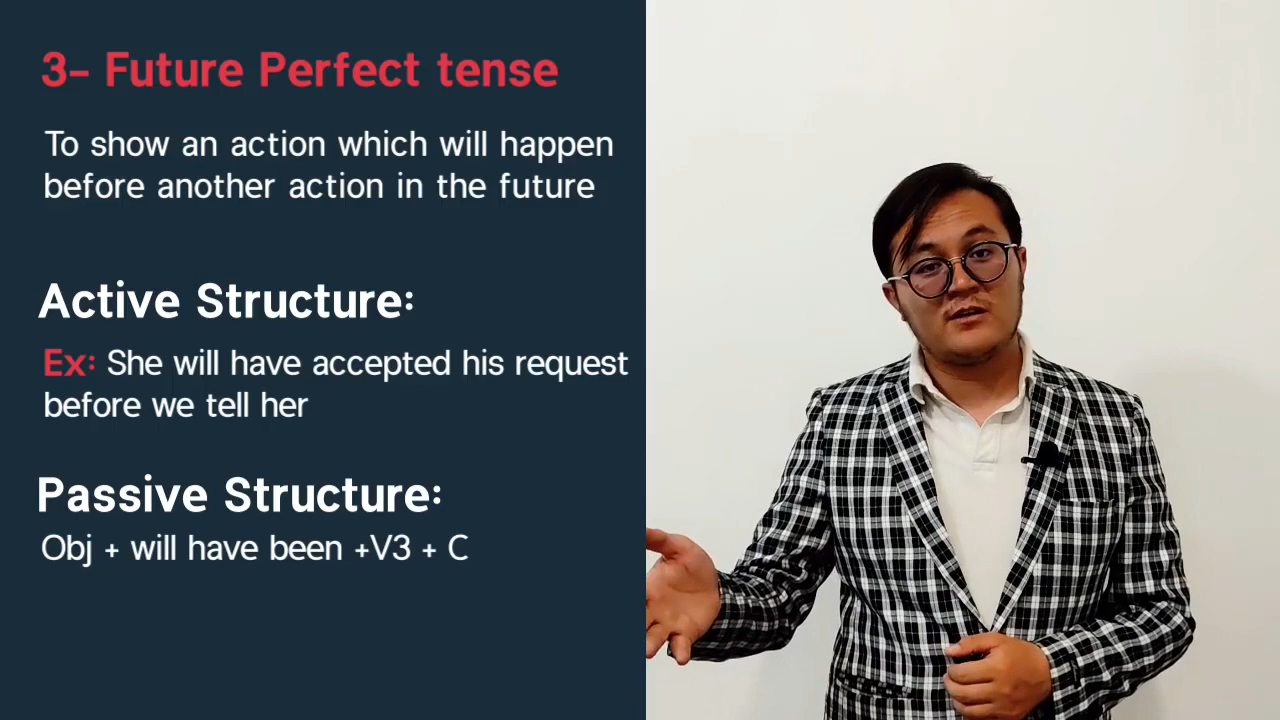 3- Future Perfect tense
To show an action which will happen
before another action in the future
Active Structure:
Ex: She will have accepted his request
before we tell her
Passive Structure:
Obj + will have been +V3 + C